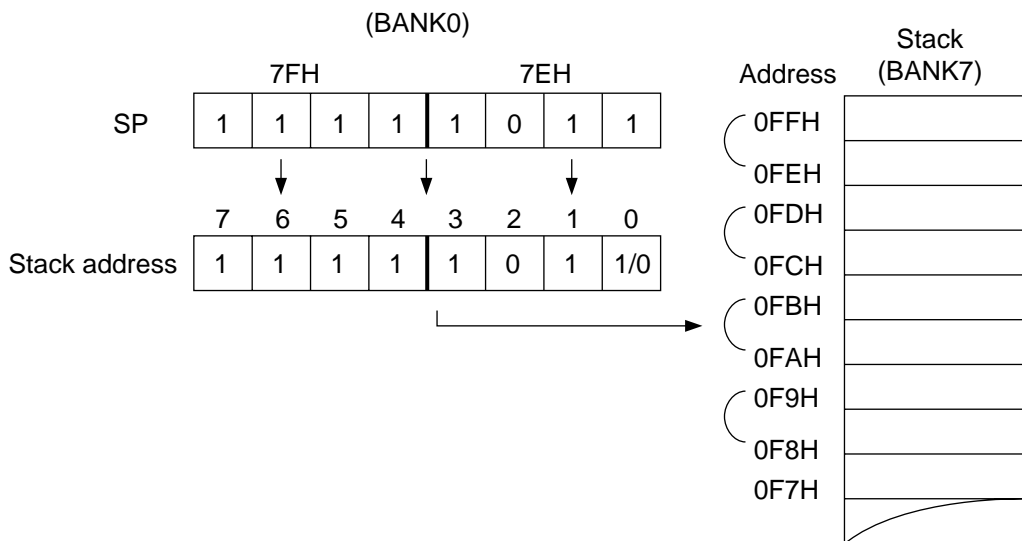 (BANK0)
7FH 7EH
SP 1 1 1 1 1 0 1 1
7 6 5 4 3 2 1 0
Stack address 1 1 1 1 1 0 1 1/0
Address
Stack
(BANK7)
0FFH
0FEH
0FDH
0FCH
0FBH
0FAH
0F9H
0F8H
0F7H